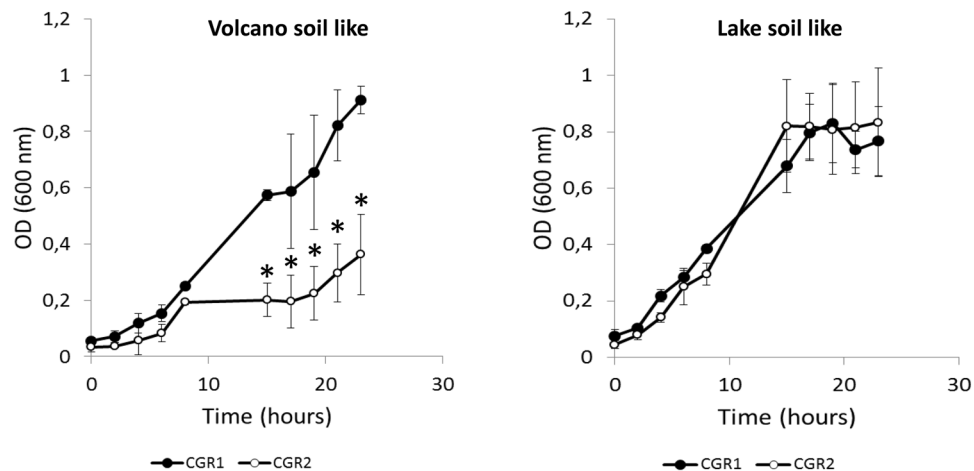 Volcano soil like
1,2
1
0,8
0,6
0,4
0,2
0
OD (600 nm)
* * * * *
0 10 20 30
Time (hours)
CGR1 CGR2
Lake soil like
1,2
1
0,8
0,6
0,4
0,2
0
OD (600 nm)
0 10 20 30
Time (hours)
CGR1 CGR2